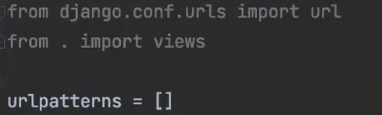 from django.conf.urls import url
from . import views
urlpatterns = []